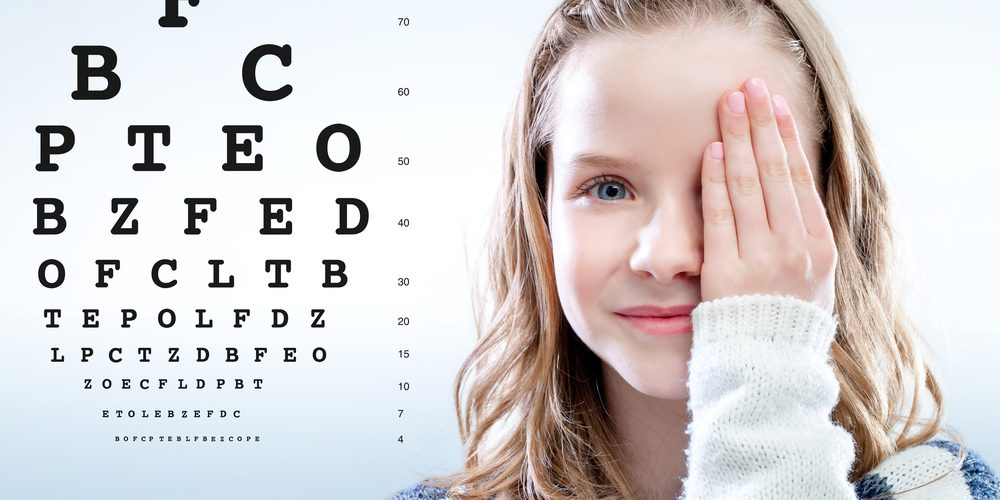 F 70
B C 60
P T E O 50
B Z F E D 40
O F C L T B 30
T E P O L F D Z 20
L P C T Z D B F E O 15
Z O E C F L D P B T 10
E T O L E B Z E F D C 7
B O F C P T E B L F B E Z C O P E 4